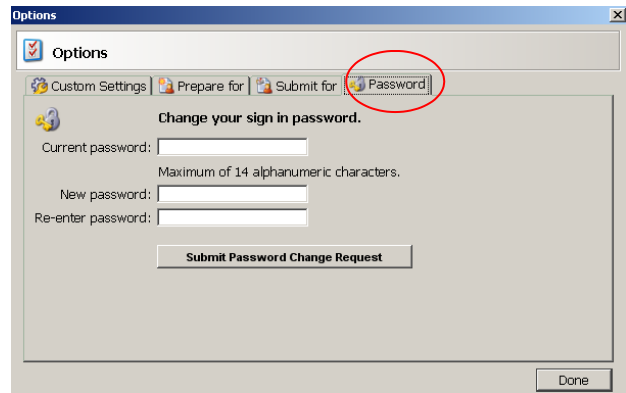 Options
Options
Custom Settings Prepare for Submit for Password
Change your sign in password.
Current password:
Maximum of 14 alphanumeric characters.
New password:
Re-enter password:
Submit Password Change Request
Done